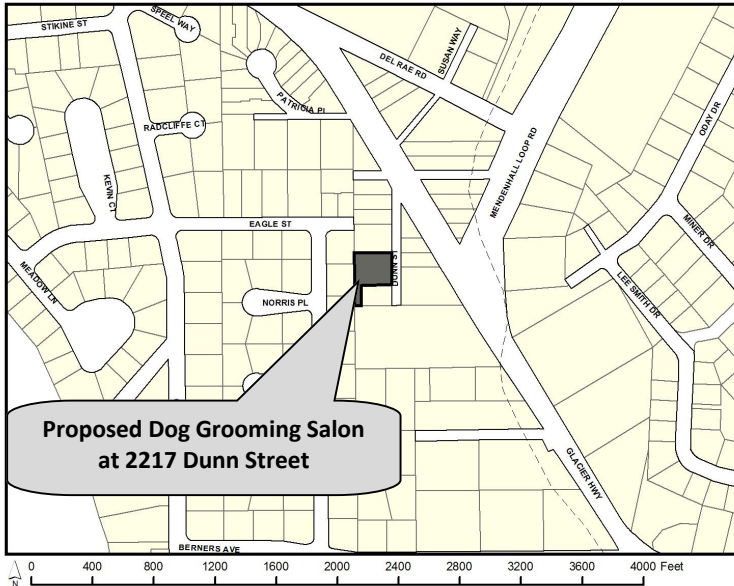 STIKINE ST
SPEEL WAY
DEL RAE RD
SUSAN WAY
PATRICIA PL
RADCLIFFE CT
MENDENHALL LOOP RD
ODAY DR
KEVIN CT
MINER DR
EAGLE ST
DUNN ST
MEADOW LN
LEE SMITH DR
NORRIS PL
Proposed Dog Grooming Salon
at 2217 Dunn Street
GLACIER HWY
BERNERS AVE
N
0 400 800 1200 1600 2000 2400 2800 3200 3600 4000 Feet